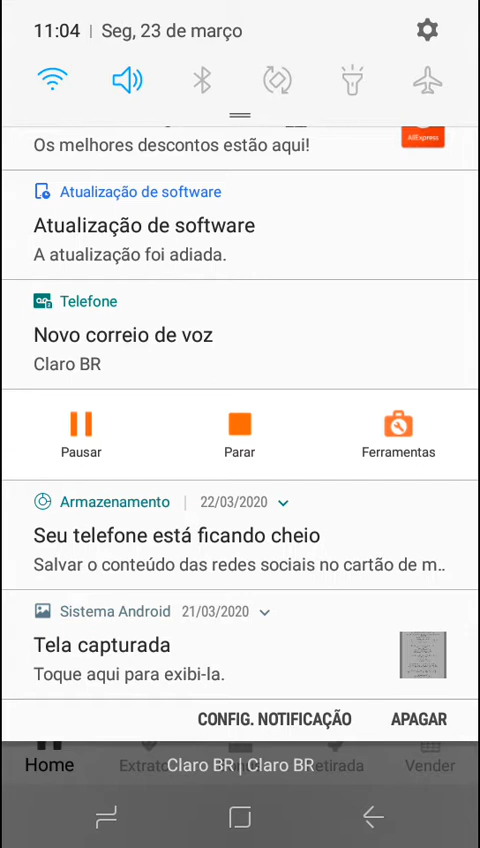 11:04 | Seg, 23 de março
Os melhores descontos estão aqui!
AliExpress
Atualização de software
Atualização de software
A atualização foi adiada.
Telefone
Novo correio de voz
Claro BR
Pausar Parar Ferramentas
Armazenamento | 22/03/2020
Seu telefone está ficando cheio
Salvar o conteúdo das redes sociais no cartão de m..
Sistema Android 21/03/2020
Tela capturada
Toque aqui para exibi-la.
CONFIG. NOTIFICAÇÃO APAGAR
Home Extrato Claro BR | Claro BR Vender